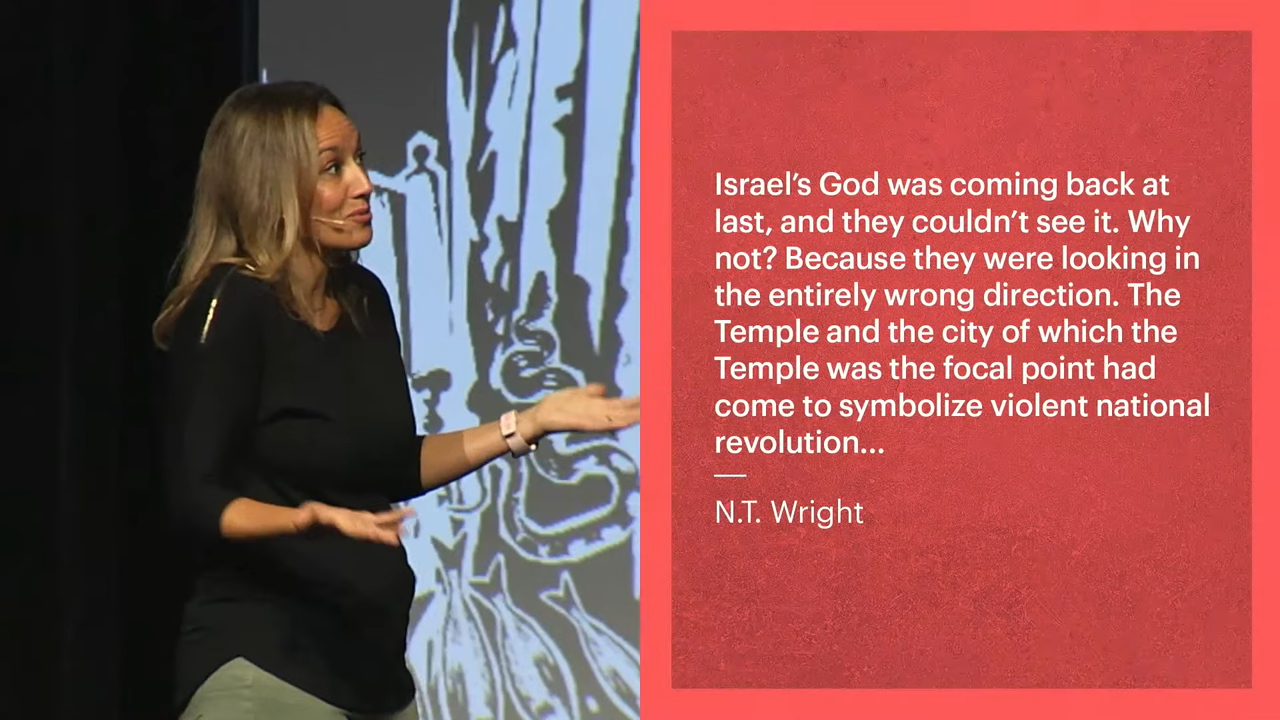 Israel’s God was coming back at
last, and they couldn’t see it. Why
not? Because they were looking in
the entirely wrong direction. The
Temple and the city of which the
Temple was the focal point had
come to symbolize violent national
revolution...
N.T. Wright